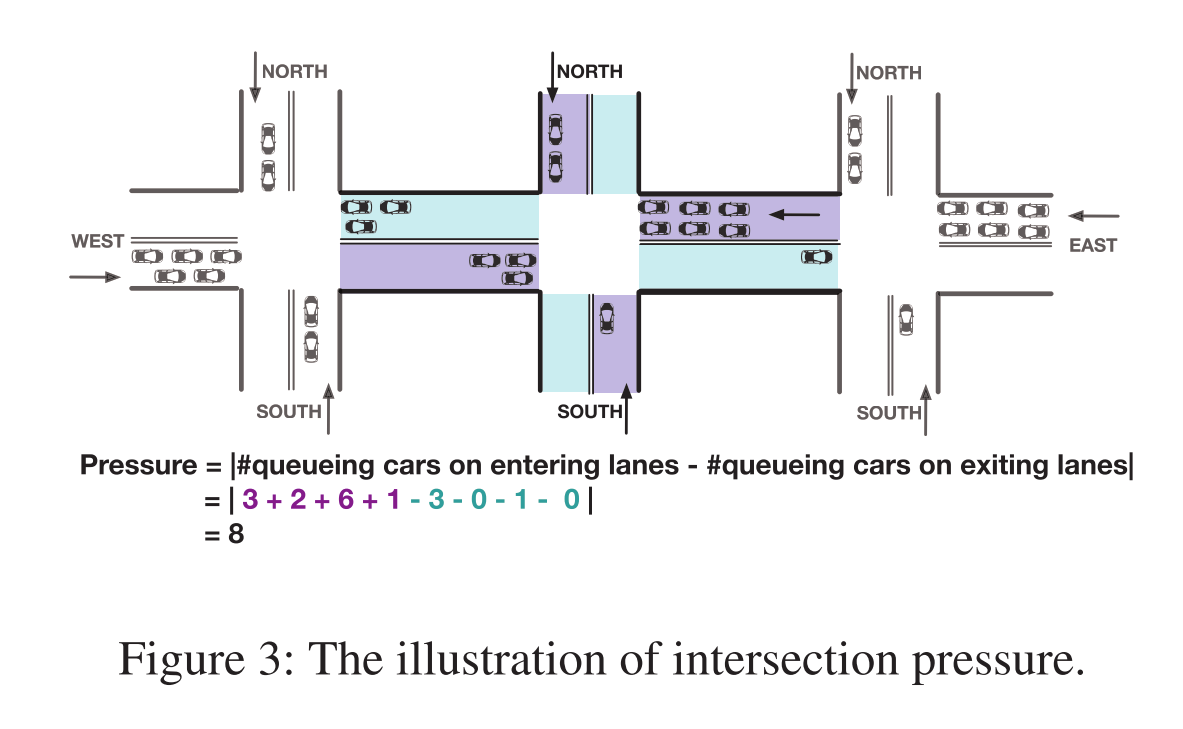 NORTH
NORTH
NORTH
WEST
EAST
SOUTH
SOUTH
SOUTH
Pressure = |#queueing cars on entering lanes - #queueing cars on exiting lanes|
= | 3 + 2 + 6 + 1 - 3 - 0 - 1 - 0 |
= 8
Figure 3: The illustration of intersection pressure.